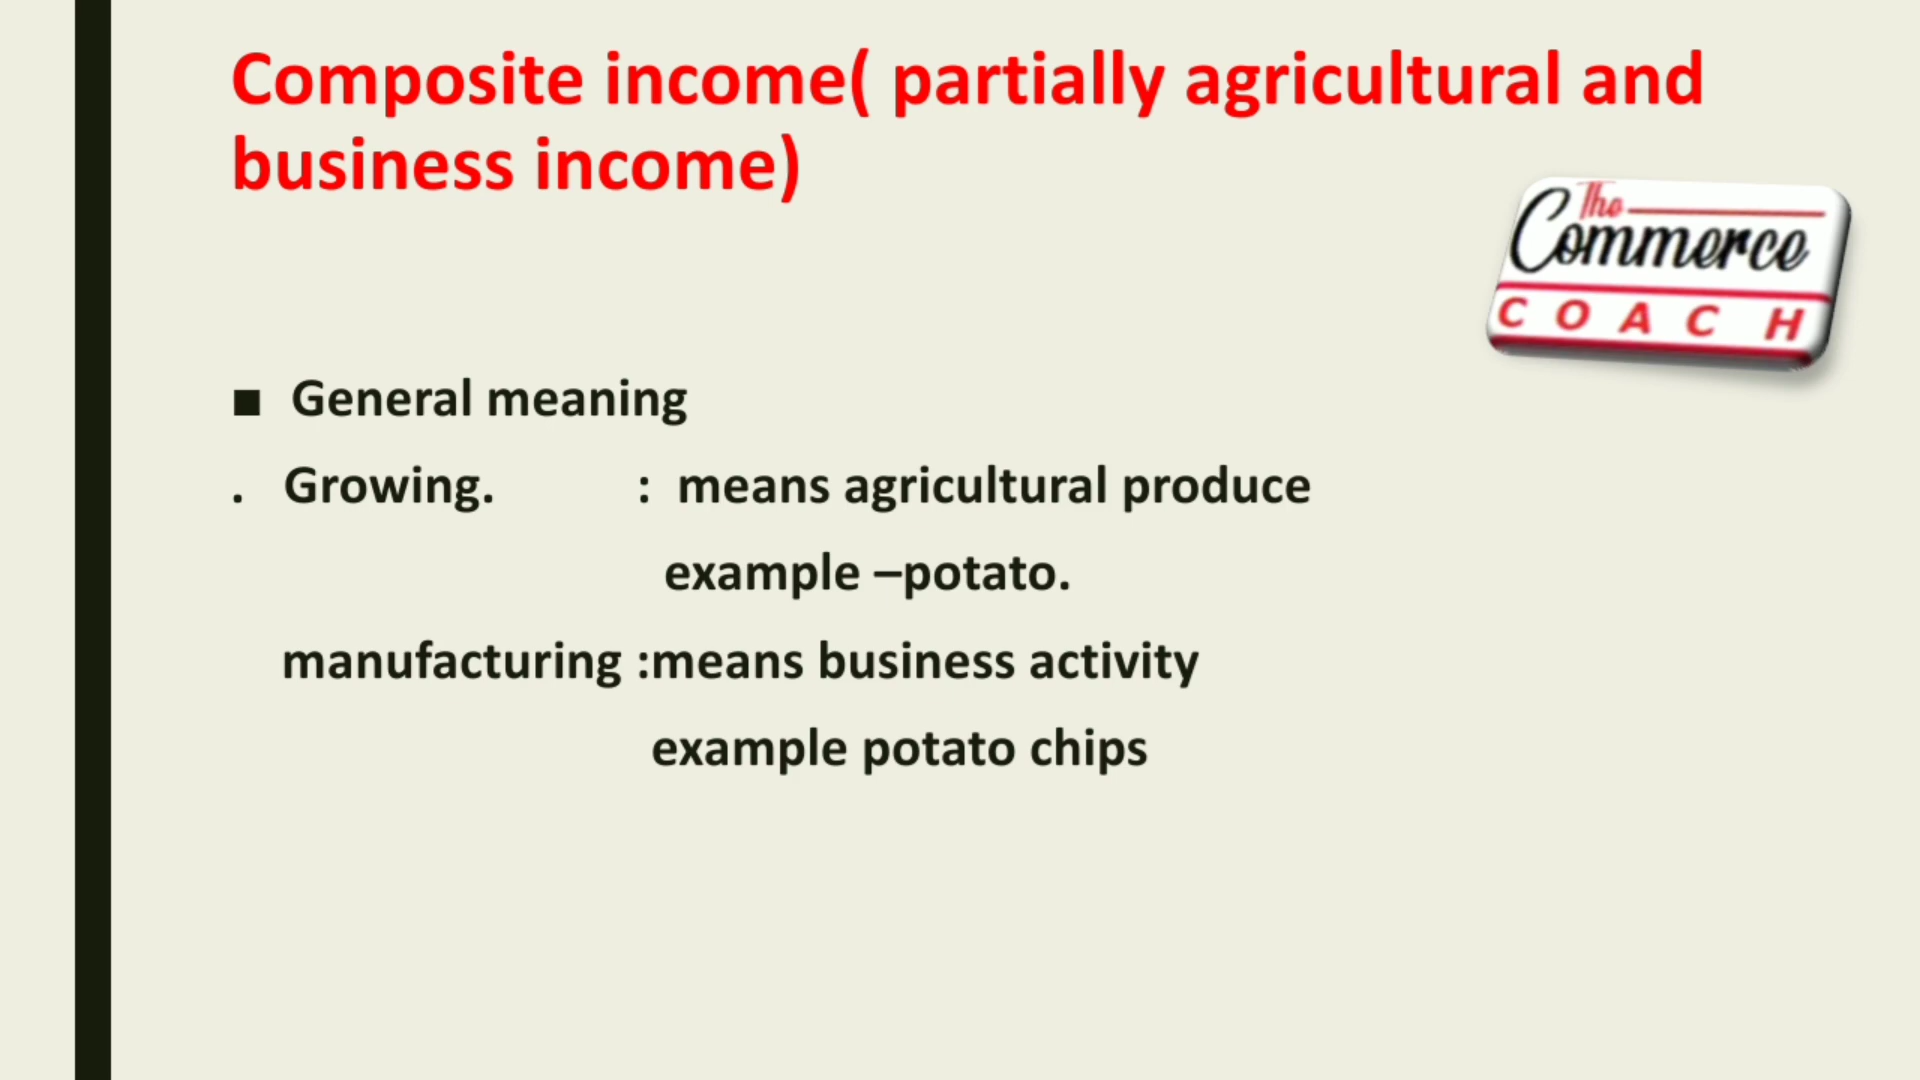 Composite income( partially agricultural and
business income)
The
Commerce
COACH
■ General meaning
. Growing. : means agricultural produce
example –potato.
manufacturing :means business activity
example potato chips